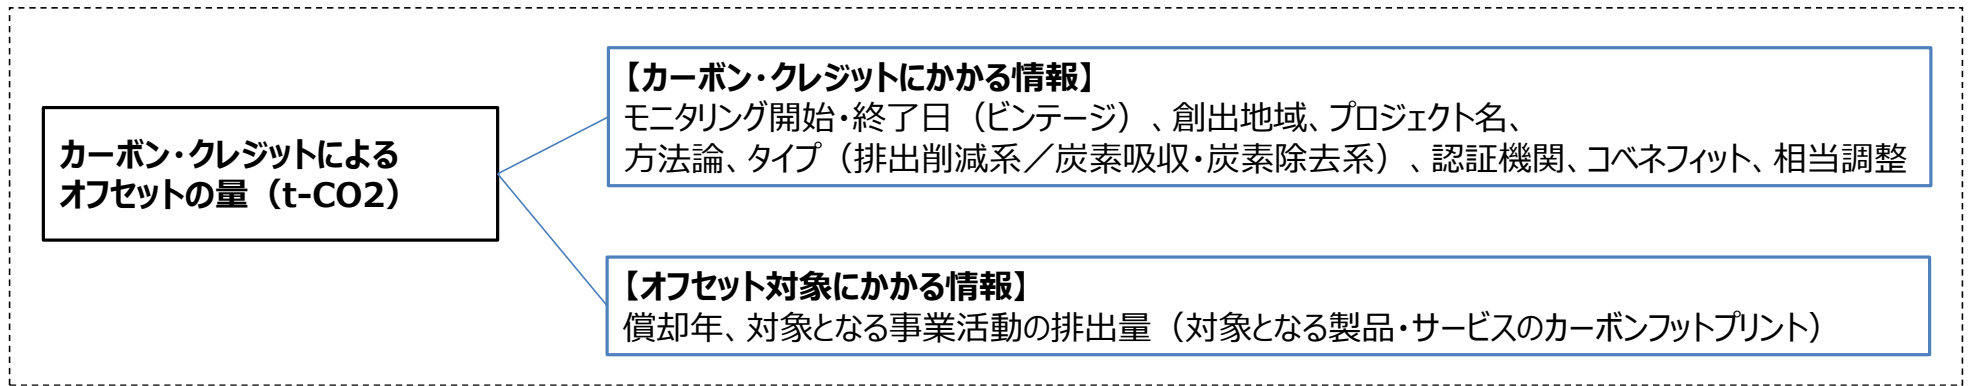 カーボン・クレジットによる
オフセットの量（t-CO2）
【カーボン・クレジットにかかる情報】
モニタリング開始・終了日（ビンテージ）、創出地域、プロジェクト名、
方法論、タイプ（排出削減系／炭素吸収・炭素除去系）、認証機関、コベネフィット、相当調整
【オフセット対象にかかる情報】
償却年、対象となる事業活動の排出量（対象となる製品・サービスのカーボンフットプリント）